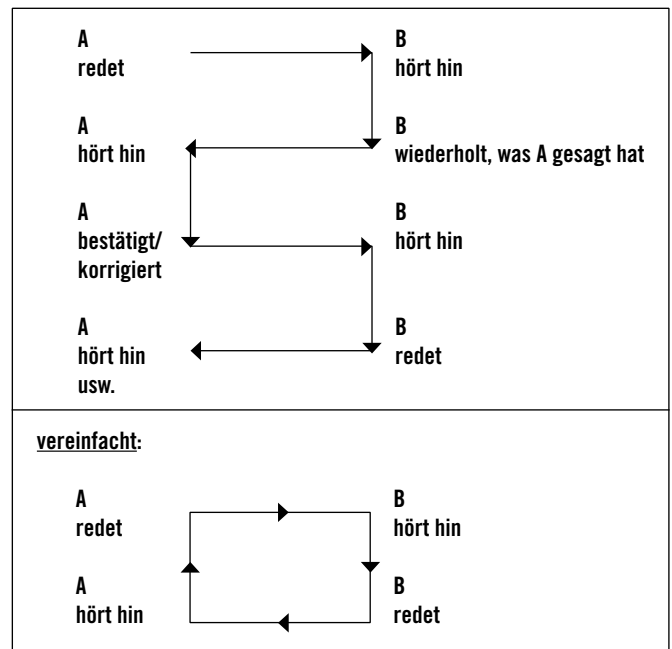 A
redet
B
hört hin
A
hört hin
B
wiederholt, was A gesagt hat
A
bestätigt/
korrigiert
B
hört hin
A
hört hin
usw.
B
redet
vereinfacht:
A
redet
B
hört hin
A
hört hin
B
redet